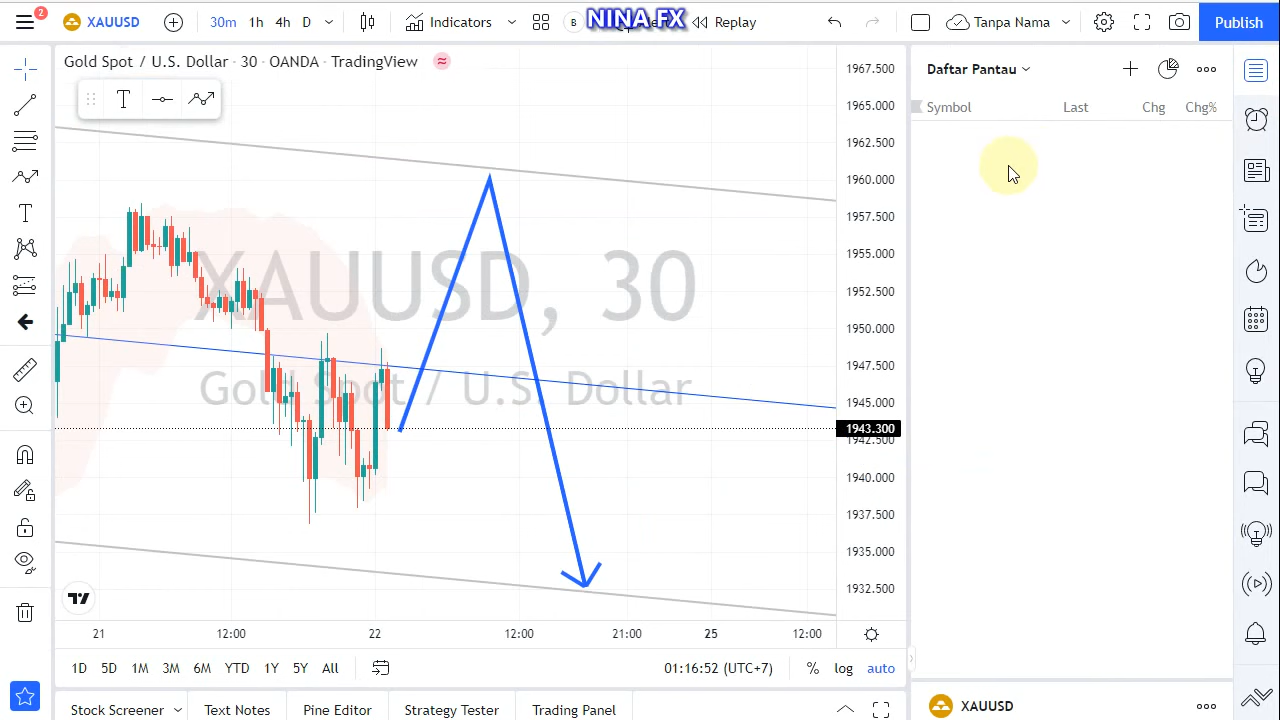 2
XAUUSD
30m 1h 4h D
Indicators
B
NINA FX
Replay
Tanpa Nama
Publish
Gold Spot / U.S. Dollar · 30 · OANDA · TradingView
Daftar Pantau
Symbol Last Chg Chg%
XAUUSD, 30
Gold Spot / U.S. Dollar
1967.500
1965.000
1962.500
1960.000
1957.500
1955.000
1952.500
1950.000
1947.500
1945.000
1943.300
1942.500
1940.000
1937.500
1935.000
1932.500
21 12:00 22 12:00 21:00 25 12:00
1D 5D 1M 3M 6M YTD 1Y 5Y All
01:16:52 (UTC+7) % log auto
Stock Screener Text Notes Pine Editor Strategy Tester Trading Panel
XAUUSD